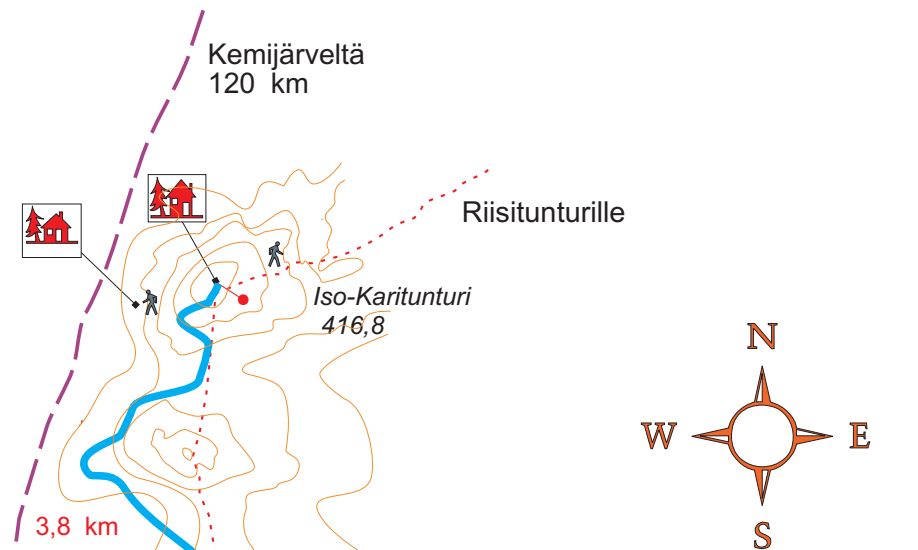 Kemijärveltä
120 km
Riisitunturille
Iso-Karitunturi
416,8
N
W
E
S
3,8 km